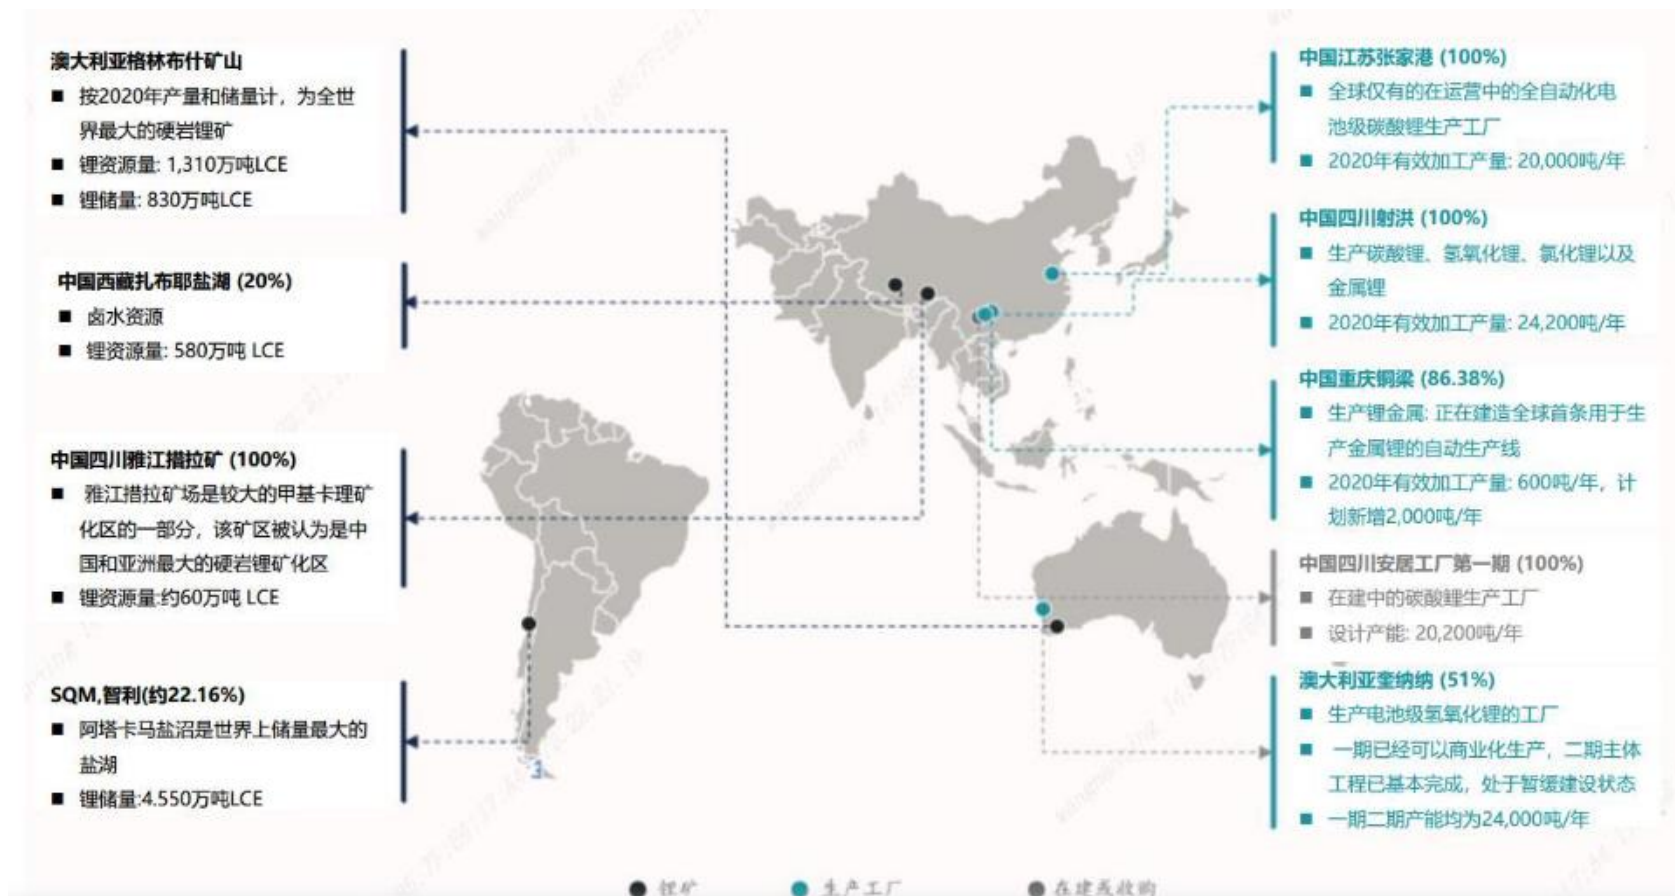 澳大利亚格林布什矿山
■ 按2020年产量和储量计，为全世
界最大的硬岩锂矿
■ 锂资源量: 1,310万吨LCE
■ 锂储量: 830万吨LCE
中国西藏扎布耶盐湖 (20%)
■ 卤水资源
■ 锂资源量: 580万吨 LCE
中国四川雅江措拉矿 (100%)
■ 雅江措拉矿场是较大的甲基卡理矿
化区的一部分，该矿区被认为是中
国和亚洲最大的硬岩锂矿化区
■ 锂资源量:约60万吨 LCE
SQM,智利(约22.16%)
■ 阿塔卡马盐沼是世界上储量最大的
盐湖
■ 锂储量:4.550万吨LCE
中国江苏张家港 (100%)
■ 全球仅有的在运营中的全自动化电
池级碳酸锂生产工厂
■ 2020年有效加工产量: 20,000吨/年
中国四川射洪 (100%)
■ 生产碳酸锂、氢氧化锂、氯化锂以及
金属锂
■ 2020年有效加工产量: 24,200吨/年
中国重庆铜梁 (86.38%)
■ 生产锂金属: 正在建造全球首条用于生
产金属锂的自动生产线
■ 2020年有效加工产量: 600吨/年，计
划新增2,000吨/年
中国四川安居工厂第一期 (100%)
■ 在建中的碳酸锂生产工厂
■ 设计产能: 20,200吨/年
澳大利亚奎纳纳 (51%)
■ 生产电池级氢氧化锂的工厂
■ 一期已经可以商业化生产，二期主体
工程已基本完成，处于暂缓建设状态
■ 一期二期产能均为24,000吨/年
锂矿 生产工厂 在建或收购